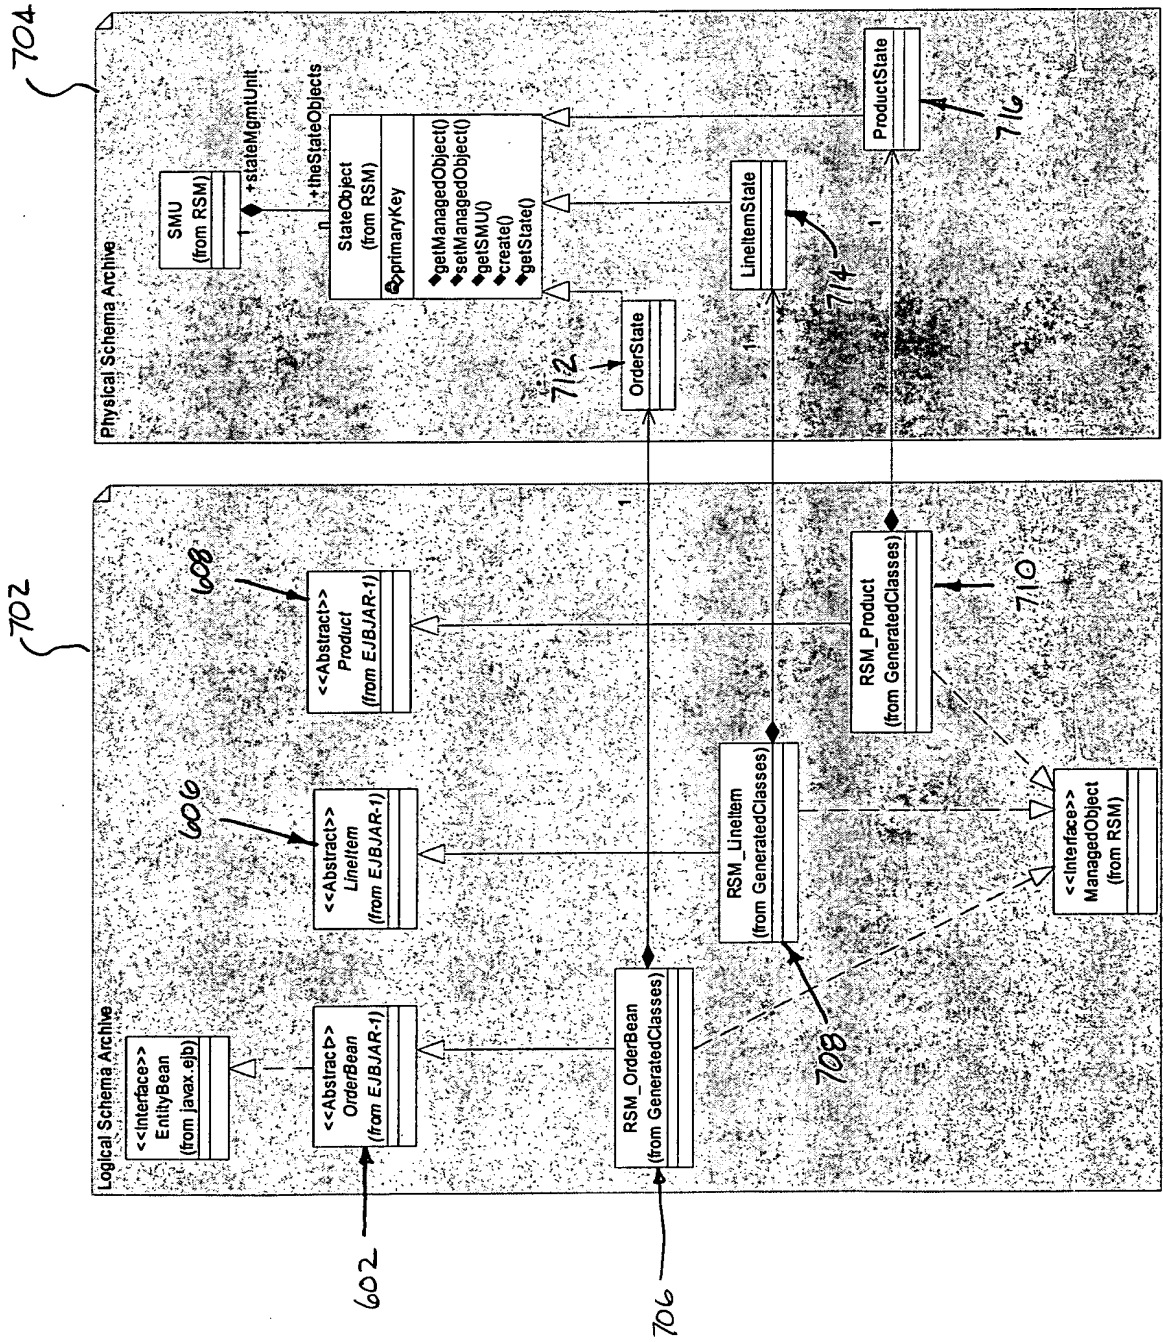 702
704
Logical Schema Archive
<<Interface>>
EntityBean
(from javax.ejb)
<<Abstract>>
OrderBean
(from EJBJAR-1)
602
<<Abstract>>
LineItem
(from EJBJAR-1)
606
<<Abstract>>
Product
(from EJBJAR-1)
608
RSM_OrderBean
(from GeneratedClasses)
706
RSM_LineItem
(from GeneratedClasses)
708
RSM_Product
(from GeneratedClasses)
710
<<Interface>>
ManagedObject
(from RSM)
Physical Schema Archive
SMU
(from RSM)
1
+stateMgmtUnit
+theStateObjects
n
StateObject
(from RSM)
primaryKey
getManagedObject()
setManagedObject()
getSMU()
create()
getState()
712
OrderState
1
LineItemState
714
1
ProductState
716
1